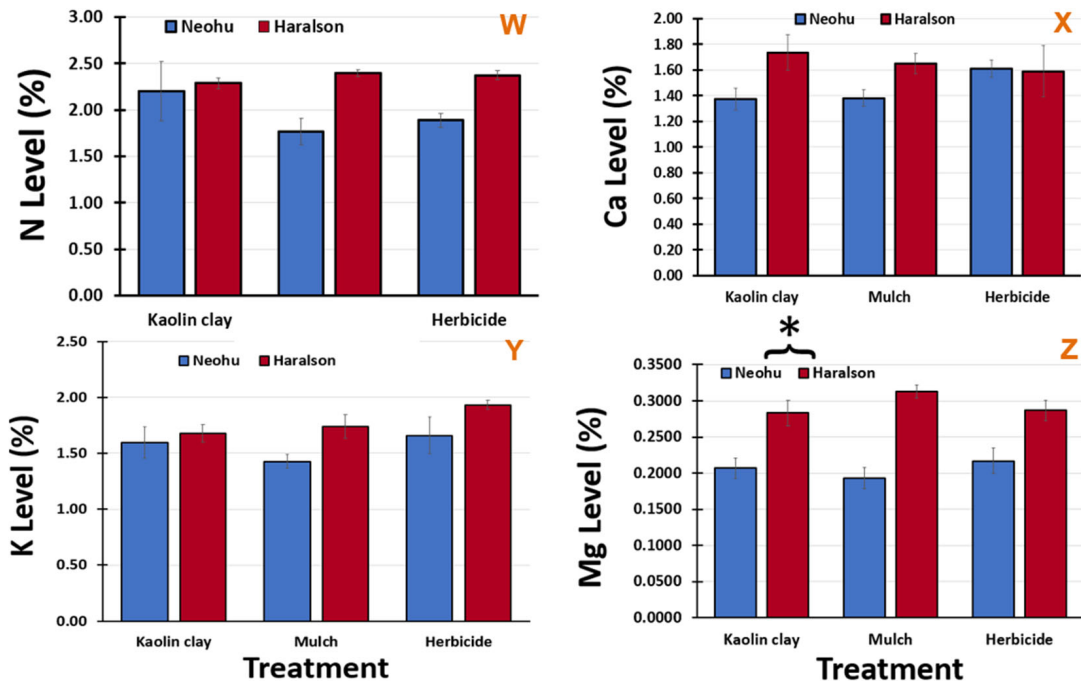 Neohu Haralson W
N Level (%)
3.00
2.50
2.00
1.50
1.00
0.50
0.00
Kaolin clay Herbicide
Neohu Haralson X
Ca Level (%)
2.00
1.80
1.60
1.40
1.20
1.00
0.80
0.60
0.40
0.20
0.00
Kaolin clay Mulch Herbicide
Neohu Haralson Y
K Level (%)
2.50
2.00
1.50
1.00
0.50
0.00
Kaolin clay Mulch Herbicide
Treatment
*
Neohu Haralson Z
Mg Level (%)
0.3500
0.3000
0.2500
0.2000
0.1500
0.1000
0.0500
0.0000
Kaolin clay Mulch Herbicide
Treatment